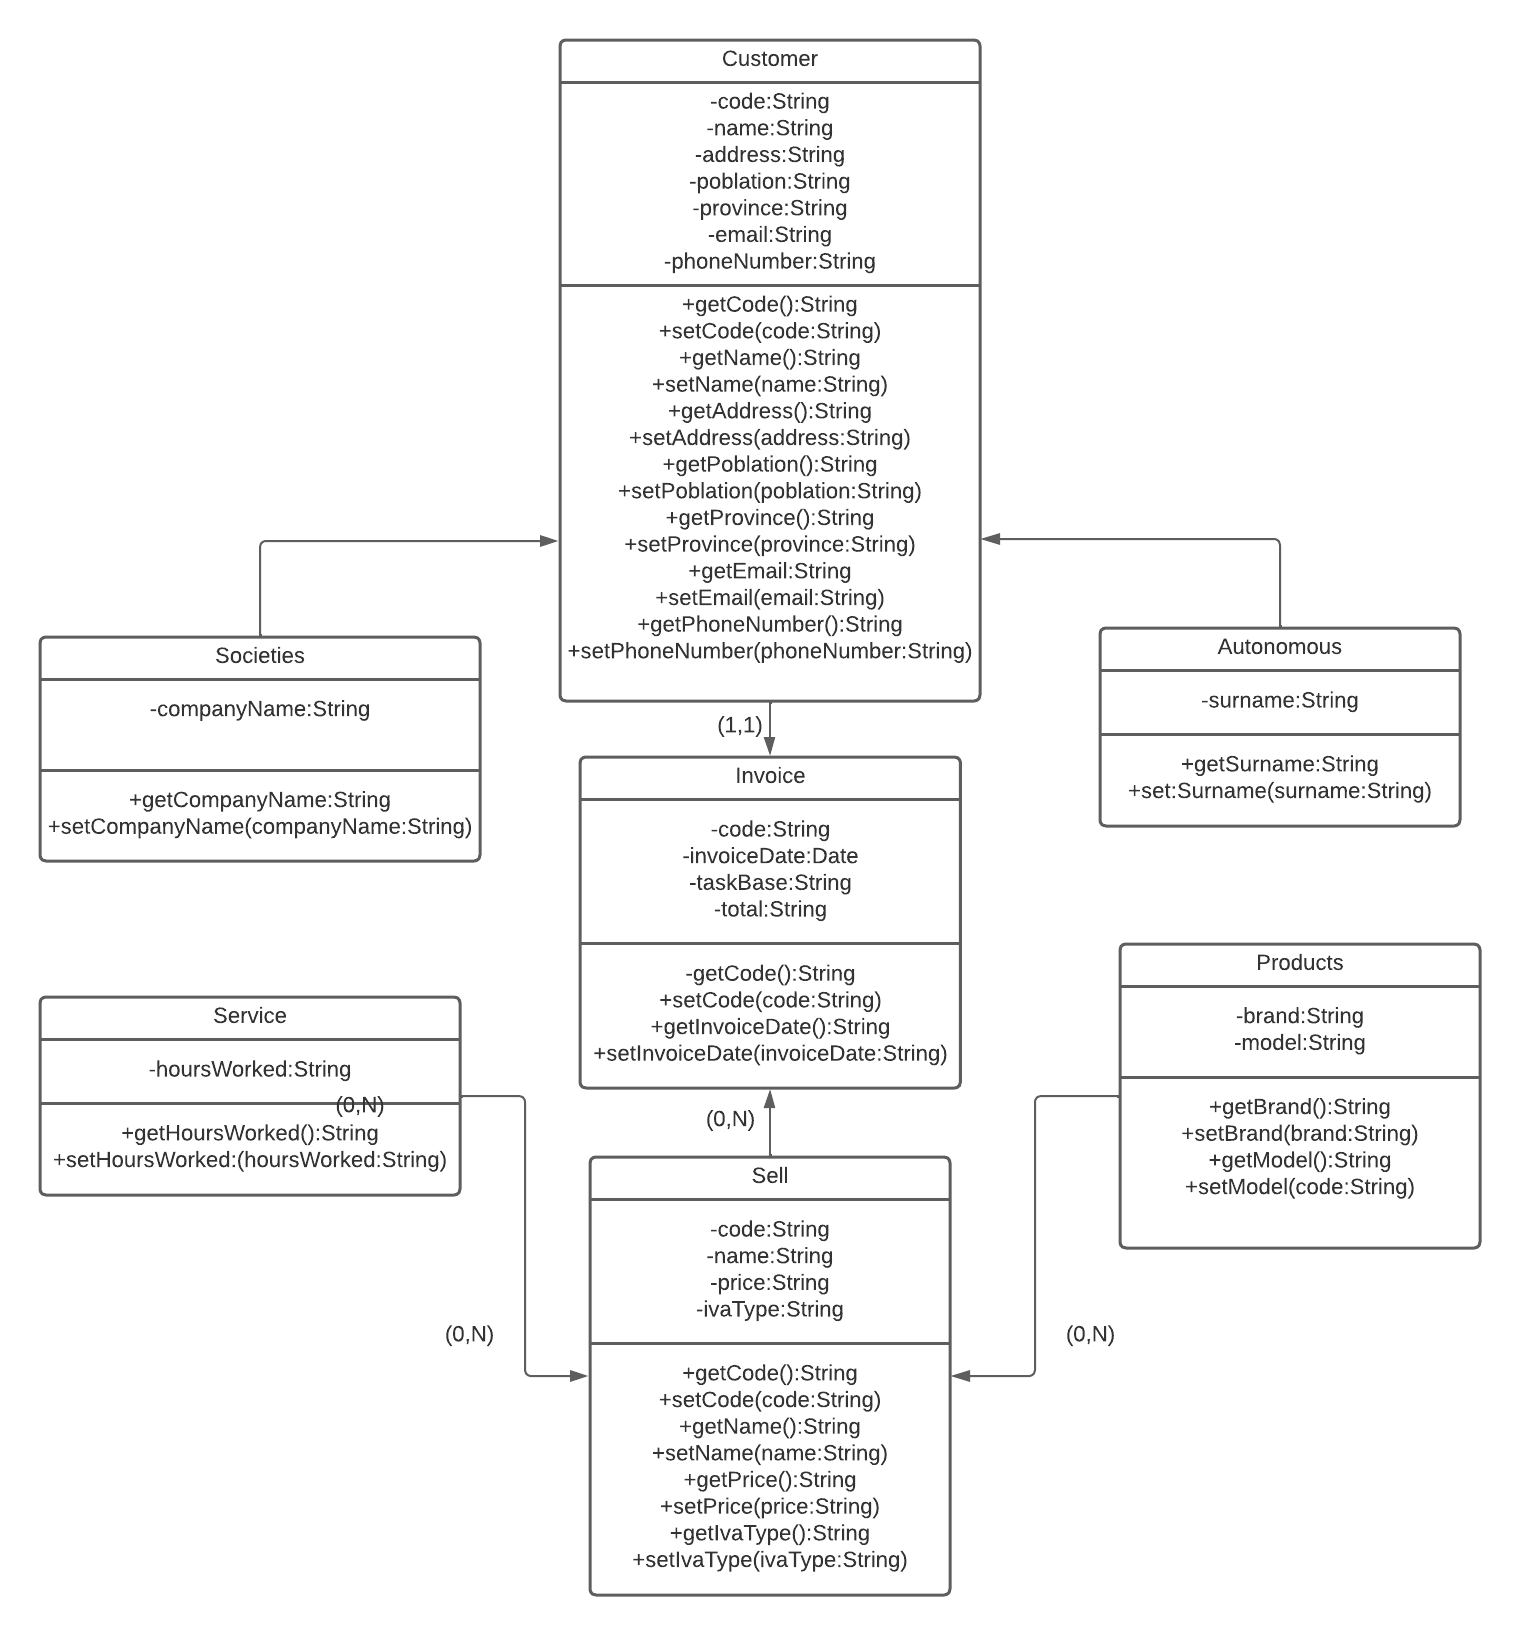 Customer
-code:String
-name:String
-address:String
-poblation:String
-province:String
-email:String
-phoneNumber:String
+getCode():String
+setCode(code:String)
+getName():String
+setName(name:String)
+getAddress():String
+setAddress(address:String)
+getPoblation():String
+setPoblation(poblation:String)
+getProvince():String
+setProvince(province:String)
+getEmail:String
+setEmail(email:String)
+getPhoneNumber():String
+setPhoneNumber(phoneNumber:String)
Societies
-companyName:String
+getCompanyName:String
+setCompanyName(companyName:String)
Autonomous
-surname:String
+getSurname:String
+set:Surname(surname:String)
(1,1)
Invoice
-code:String
-invoiceDate:Date
-taskBase:String
-total:String
-getCode():String
+setCode(code:String)
+getInvoiceDate():String
+setInvoiceDate(invoiceDate:String)
Service
-hoursWorked:String
(0,N)
+getHoursWorked():String
+setHoursWorked:(hoursWorked:String)
Products
-brand:String
-model:String
+getBrand():String
+setBrand(brand:String)
+getModel():String
+setModel(code:String)
(0,N)
Sell
-code:String
-name:String
-price:String
-ivaType:String
+getCode():String
+setCode(code:String)
+getName():String
+setName(name:String)
+getPrice():String
+setPrice(price:String)
+getIvaType():String
+setIvaType(ivaType:String)
(0,N)
(0,N)